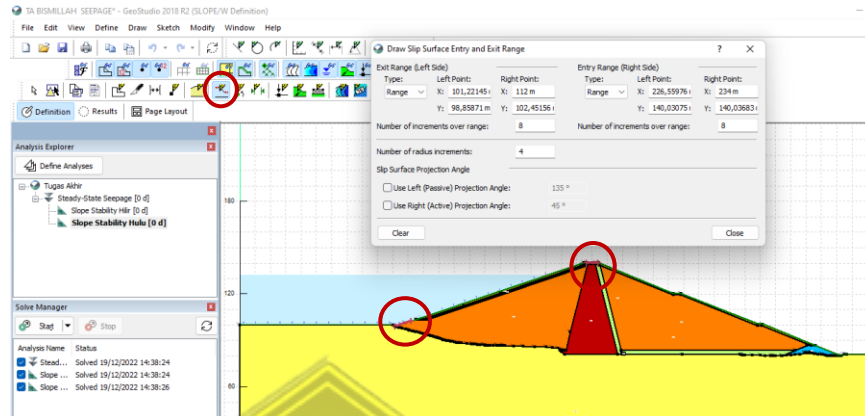 TA BISMILLAH SEEPAGE* - GeoStudio 2018 R2 (SLOPE/W Definition)
File Edit View Define Draw Sketch Modify Window Help
Definition Results Page Layout
Analysis Explorer
Define Analyses
Tugas Akhir
Steady-State Seepage [0 d]
Slope Stability Hilir [0 d]
Slope Stability Hulu [0 d]
Solve Manager
Start Stop
Analysis Name Status
Stead... Solved 19/12/2022 14:38:24
Slope ... Solved 19/12/2022 14:38:24
Slope ... Solved 19/12/2022 14:38:26
Draw Slip Surface Entry and Exit Range
Exit Range (Left Side) Entry Range (Right Side)
Type: Left Point: Right Point: Type: Left Point: Right Point:
Range X: 101,22145 X: 112 m Range X: 226,55976 X: 234 m
Y: 98,85871 m Y: 102,45156 Y: 140,03075 Y: 140,03683
Number of increments over range: 8 Number of increments over range: 8
Number of radius increments: 4
Slip Surface Projection Angle
Use Left (Passive) Projection Angle: 135 °
Use Right (Active) Projection Angle: 45 °
Clear Close
180
120
60